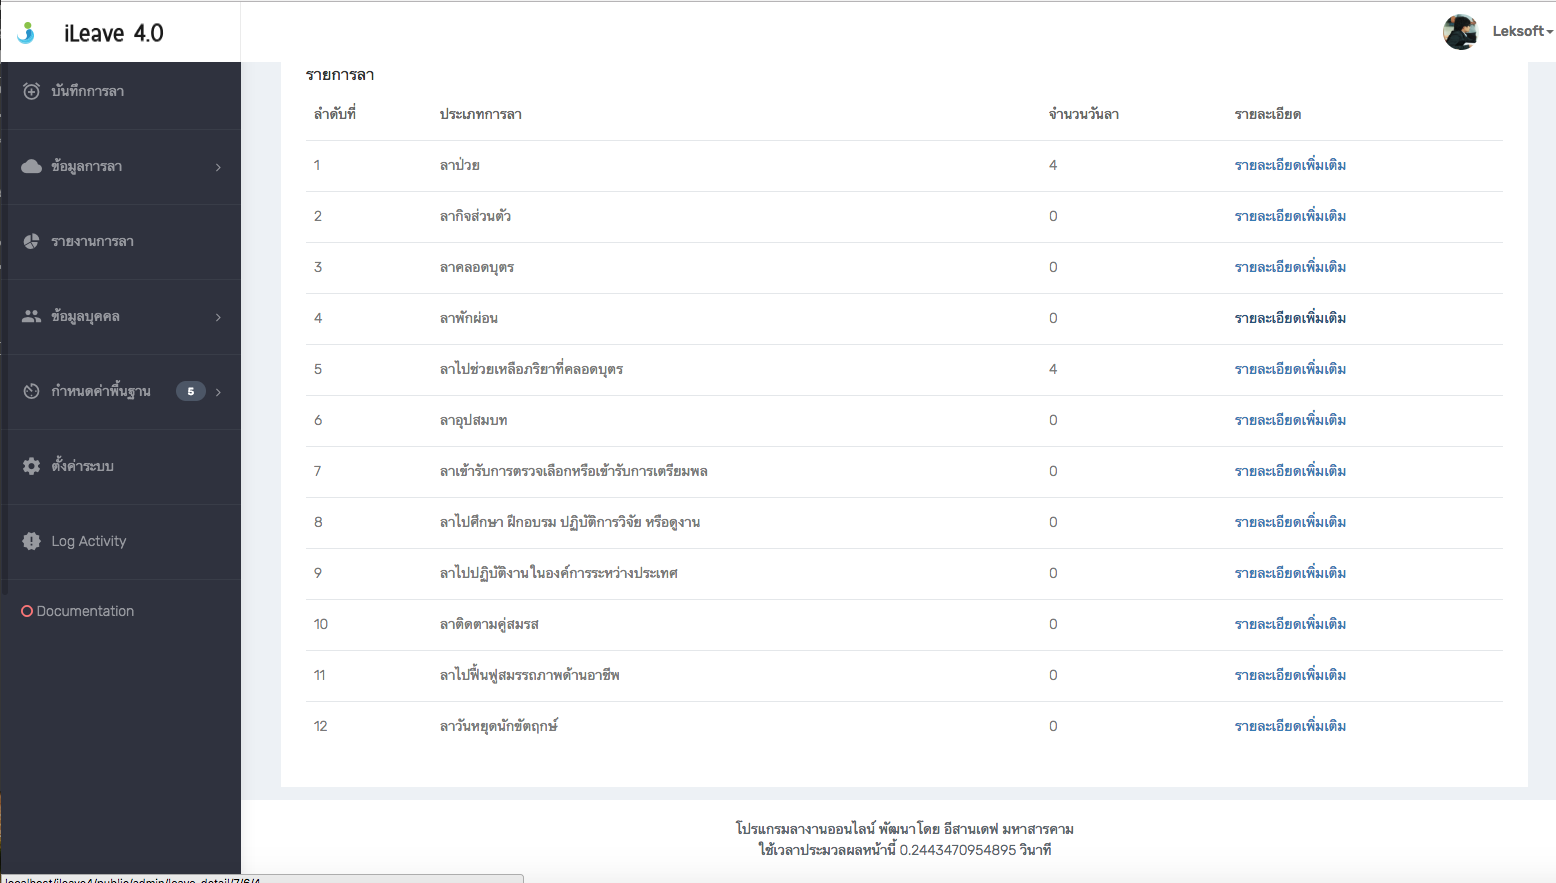 iLeave 4.0
Leksoft
บันทึกการลา
ข้อมูลการลา
รายงานการลา
ข้อมูลบุคคล
กำหนดค่าพื้นฐาน 5
ตั้งค่าระบบ
Log Activity
Documentation
รายการลา
ลำดับที่ ประเภทการลา จำนวนวันลา รายละเอียด
1 ลาป่วย 4 รายละเอียดเพิ่มเติม
2 ลากิจส่วนตัว 0 รายละเอียดเพิ่มเติม
3 ลาคลอดบุตร 0 รายละเอียดเพิ่มเติม
4 ลาพักผ่อน 0 รายละเอียดเพิ่มเติม
5 ลาไปช่วยเหลือภริยาที่คลอดบุตร 4 รายละเอียดเพิ่มเติม
6 ลาอุปสมบท 0 รายละเอียดเพิ่มเติม
7 ลาเข้ารับการตรวจเลือกหรือเข้ารับการเตรียมพล 0 รายละเอียดเพิ่มเติม
8 ลาไปศึกษา ฝึกอบรม ปฏิบัติการวิจัย หรือดูงาน 0 รายละเอียดเพิ่มเติม
9 ลาไปปฏิบัติงานในองค์การระหว่างประเทศ 0 รายละเอียดเพิ่มเติม
10 ลาติดตามคู่สมรส 0 รายละเอียดเพิ่มเติม
11 ลาไปฟื้นฟูสมรรถภาพด้านอาชีพ 0 รายละเอียดเพิ่มเติม
12 ลาวันหยุดนักขัตฤกษ์ 0 รายละเอียดเพิ่มเติม
โปรแกรมลางานออนไลน์ พัฒนาโดย อีสานเดฟ มหาสารคาม
ใช้เวลาประมวลผลหน้านี้ 0.2443470954895 วินาที
localhost/ileave4/public/admin/leave_detail/7/6/4